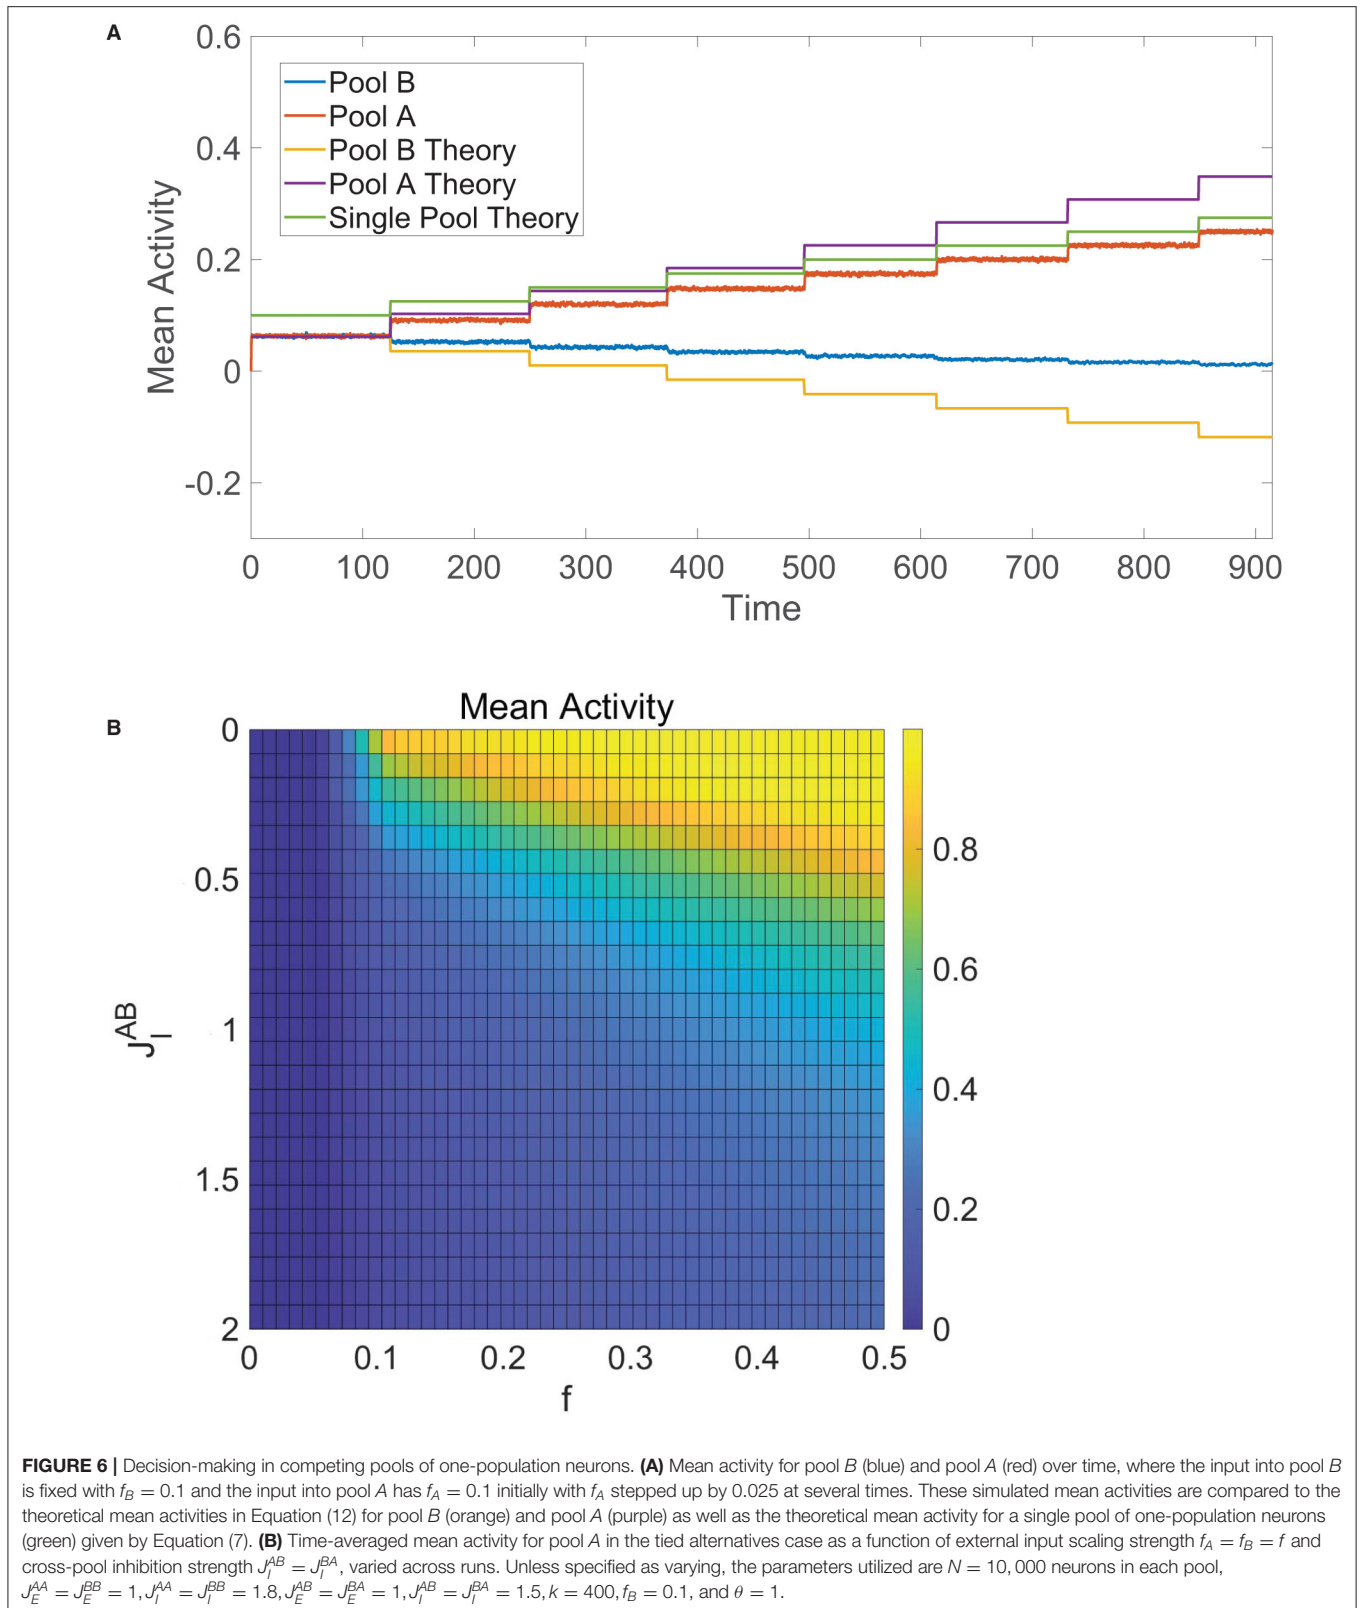 A
0.6
0.4
0.2
0
-0.2
Mean Activity
Pool B
Pool A
Pool B Theory
Pool A Theory
Single Pool Theory
0 100 200 300 400 500 600 700 800 900
Time
B
Mean Activity
0
0.5
1
1.5
2
J_I^{AB}
0 0.1 0.2 0.3 0.4 0.5
f
0.8
0.6
0.4
0.2
0
FIGURE 6 | Decision-making in competing pools of one-population neurons. (A) Mean activity for pool B (blue) and pool A (red) over time, where the input into pool B
is fixed with f_B = 0.1 and the input into pool A has f_A = 0.1 initially with f_A stepped up by 0.025 at several times. These simulated mean activities are compared to the
theoretical mean activities in Equation (12) for pool B (orange) and pool A (purple) as well as the theoretical mean activity for a single pool of one-population neurons
(green) given by Equation (7). (B) Time-averaged mean activity for pool A in the tied alternatives case as a function of external input scaling strength f_A = f_B = f and
cross-pool inhibition strength J_I^{AB} = J_I^{BA}, varied across runs. Unless specified as varying, the parameters utilized are N = 10, 000 neurons in each pool,
J_E^{AA} = J_E^{BB} = 1, J_I^{AA} = J_I^{BB} = 1.8, J_E^{AB} = J_E^{BA} = 1, J_I^{AB} = J_I^{BA} = 1.5, k = 400, f_B = 0.1, and θ = 1.